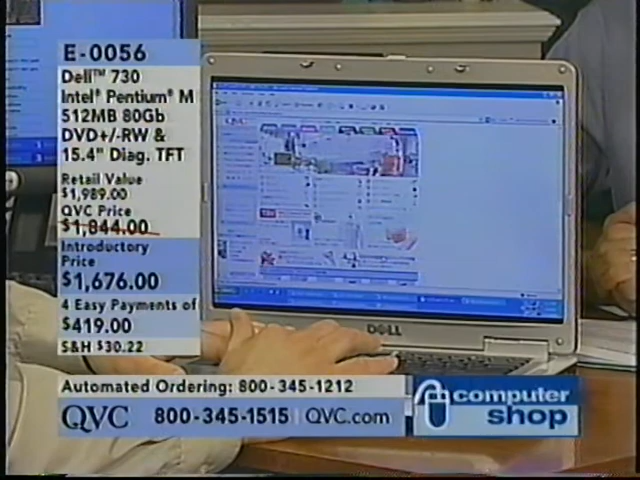 E-0056
Dell™ 730
Intel® Pentium® M
512MB 80Gb
DVD+/-RW &
15.4" Diag. TFT
Retail Value
$1,989.00
QVC Price
$1,844.00
Introductory
Price
$1,676.00
4 Easy Payments of
$419.00
S&H $30.22
QVC
DELL
Automated Ordering: 800-345-1212
QVC 800-345-1515 | QVC.com
computer
shop